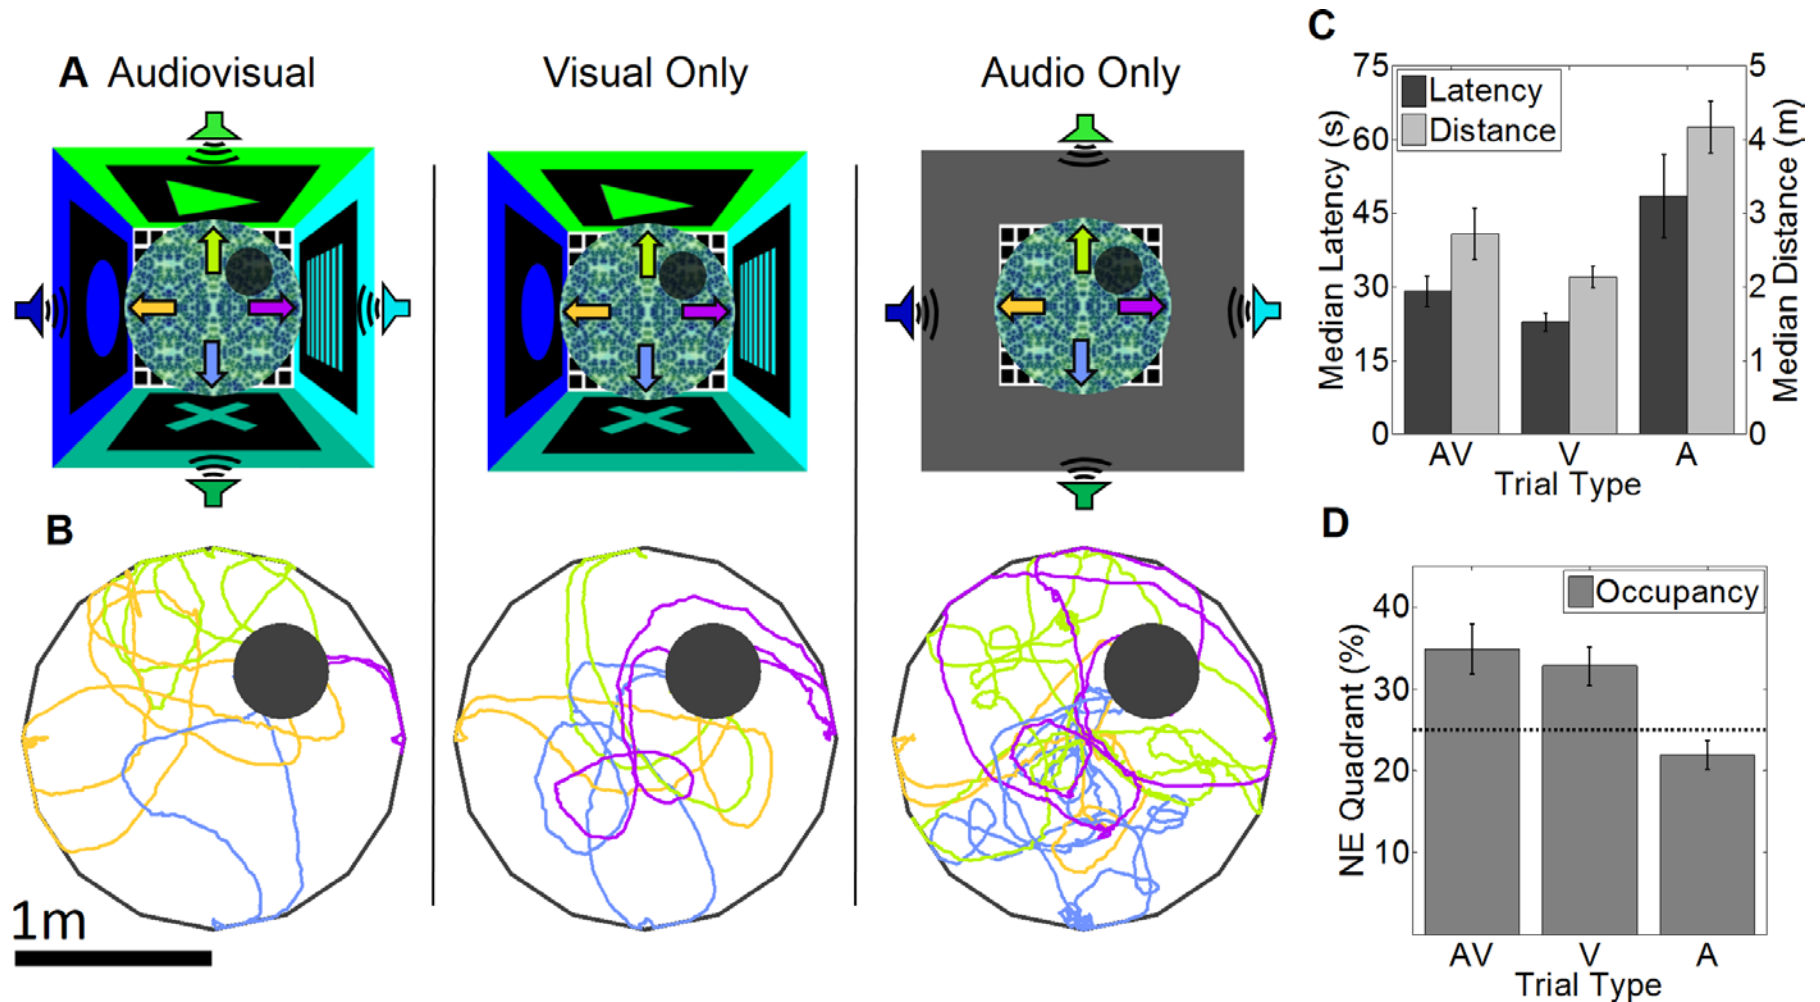 A Audiovisual
Visual Only
Audio Only
B
1m
C
75
60
45
30
15
0
Median Latency (s)
5
4
3
2
1
0
Median Distance (m)
Latency
Distance
AV V A
Trial Type
D
40
30
20
10
NE Quadrant (%)
Occupancy
AV V A
Trial Type